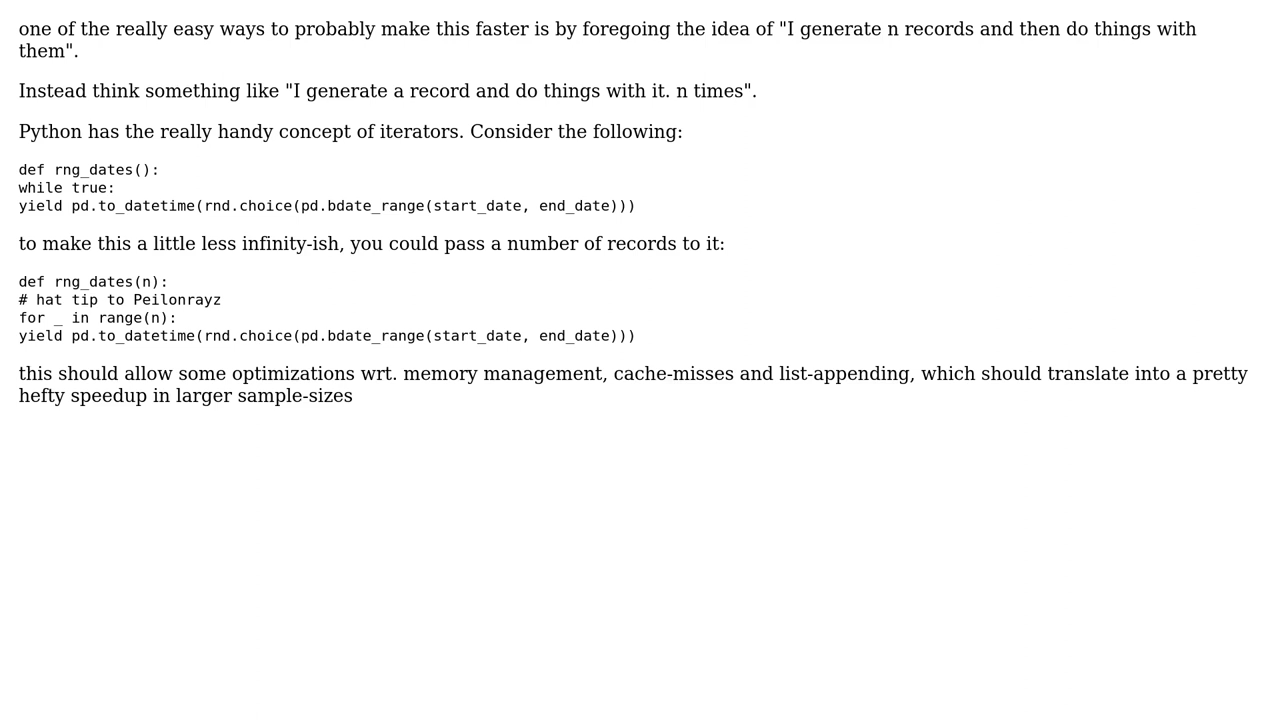 one of the really easy ways to probably make this faster is by foregoing the idea of "I generate n records and then do things with
them".
Instead think something like "I generate a record and do things with it. n times".
Python has the really handy concept of iterators. Consider the following:
def rng_dates():
while true:
yield pd.to_datetime(rnd.choice(pd.bdate_range(start_date, end_date)))
to make this a little less infinity-ish, you could pass a number of records to it:
def rng_dates(n):
# hat tip to Peilonrayz
for _ in range(n):
yield pd.to_datetime(rnd.choice(pd.bdate_range(start_date, end_date)))
this should allow some optimizations wrt. memory management, cache-misses and list-appending, which should translate into a pretty
hefty speedup in larger sample-sizes